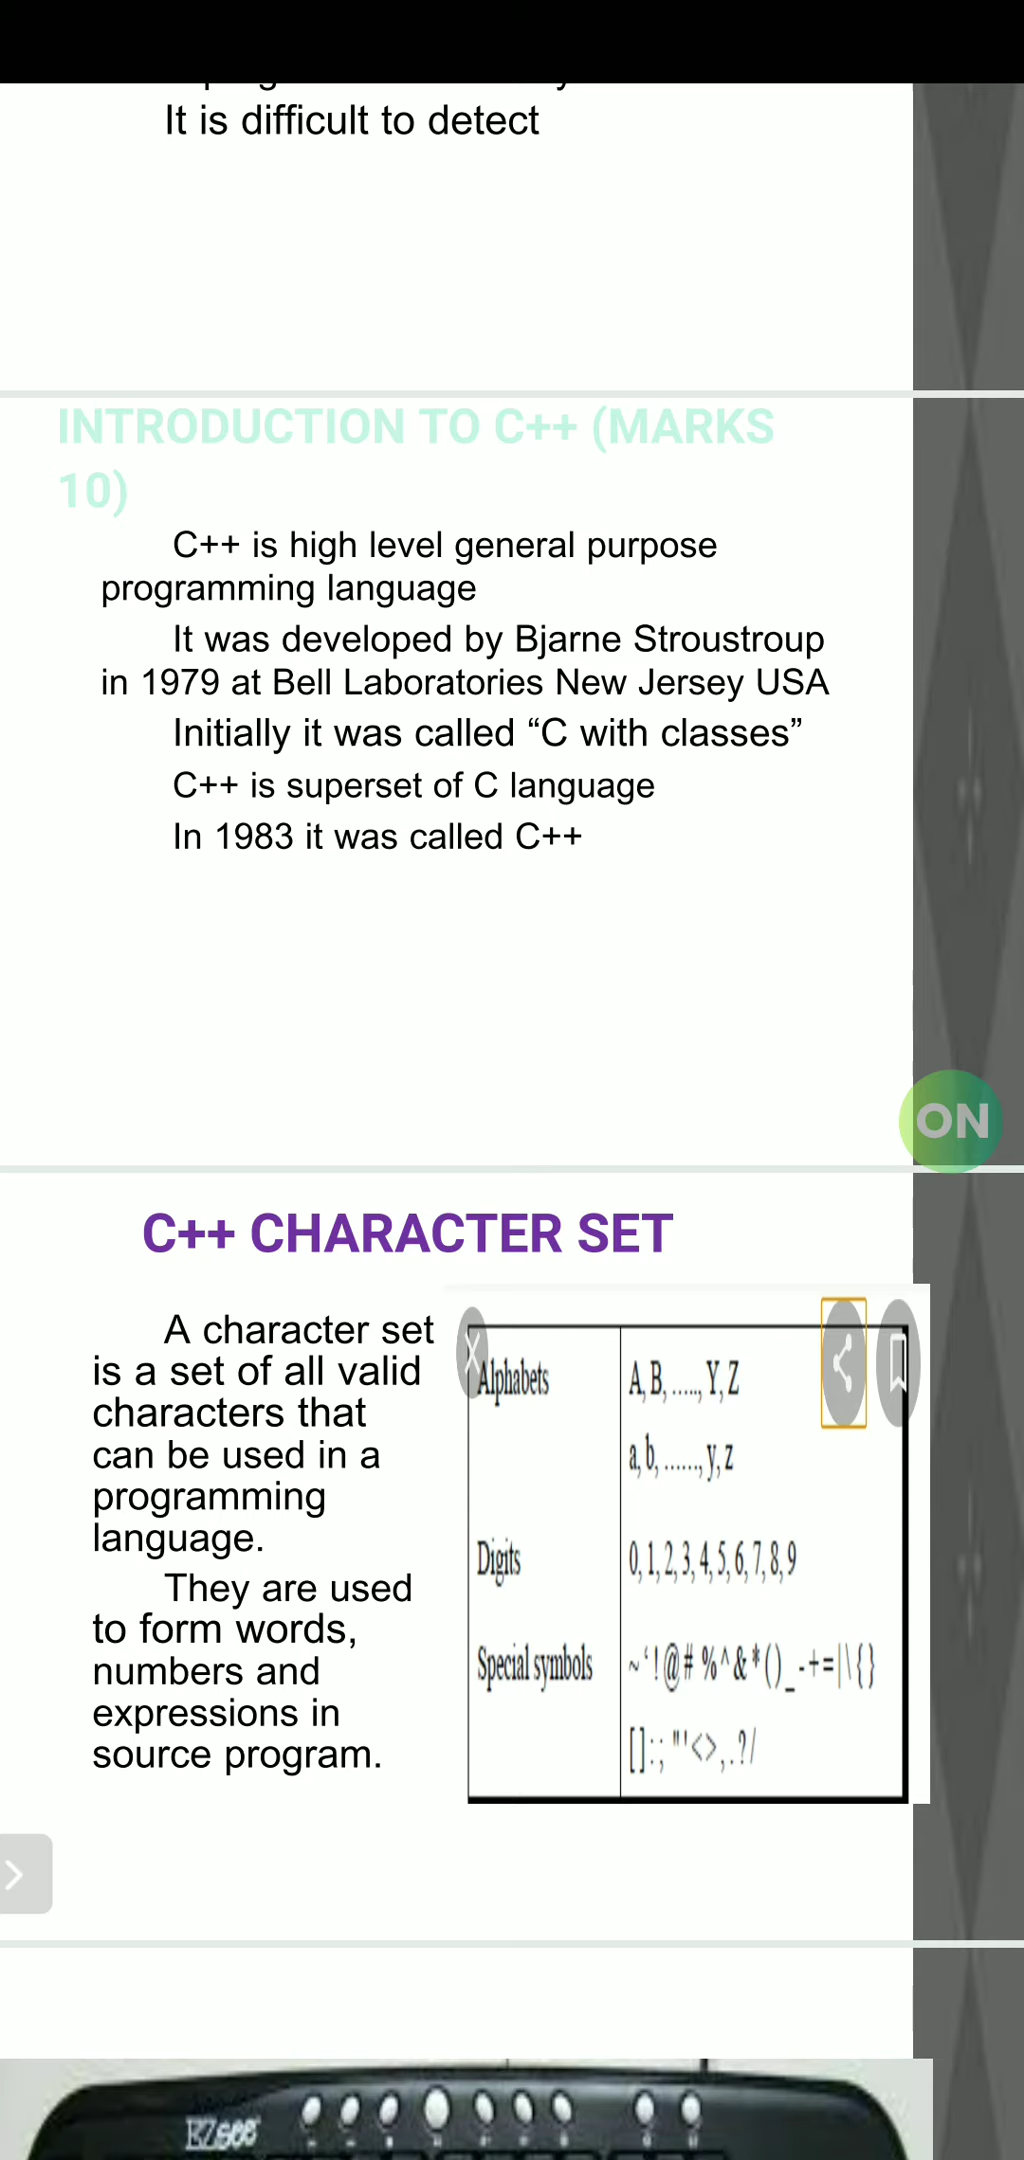 It is difficult to detect
INTRODUCTION TO C++ (MARKS
10)
C++ is high level general purpose
programming language
It was developed by Bjarne Stroustroup
in 1979 at Bell Laboratories New Jersey USA
Initially it was called “C with classes”
C++ is superset of C language
In 1983 it was called C++
ON
C++ CHARACTER SET
A character set
is a set of all valid
characters that
can be used in a
programming
language.
They are used
to form words,
numbers and
expressions in
source program.
Alphabets A, B, ....., Y, Z
a, b, ......, y, z
Digits 0, 1, 2, 3, 4, 5, 6, 7, 8, 9
Special symbols ~ ‘ ! @ # % ^ & * ( ) _ - + = | \ { }
[ ] : ; " ' < > , . ? /